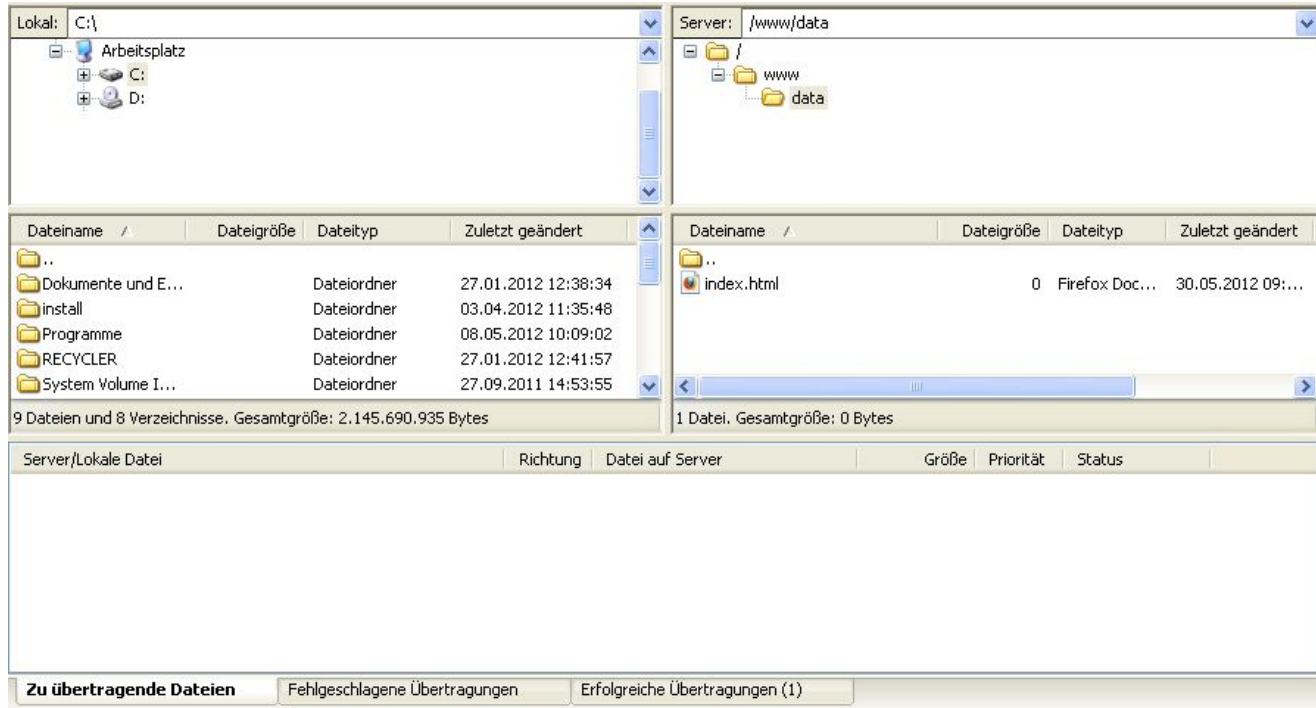 Lokal: C:\
Arbeitsplatz
C:
D:
Server: /www/data
/
www
data
Dateiname Dateigröße Dateityp Zuletzt geändert
..
Dokumente und E... Dateiordner 27.01.2012 12:38:34
install Dateiordner 03.04.2012 11:35:48
Programme Dateiordner 08.05.2012 10:09:02
RECYCLER Dateiordner 27.01.2012 12:41:57
System Volume I... Dateiordner 27.09.2011 14:53:55
9 Dateien und 8 Verzeichnisse. Gesamtgröße: 2.145.690.935 Bytes
Dateiname Dateigröße Dateityp Zuletzt geändert
..
index.html 0 Firefox Doc... 30.05.2012 09:...
1 Datei. Gesamtgröße: 0 Bytes
Server/Lokale Datei Richtung Datei auf Server Größe Priorität Status
Zu übertragende Dateien Fehlgeschlagene Übertragungen Erfolgreiche Übertragungen (1)